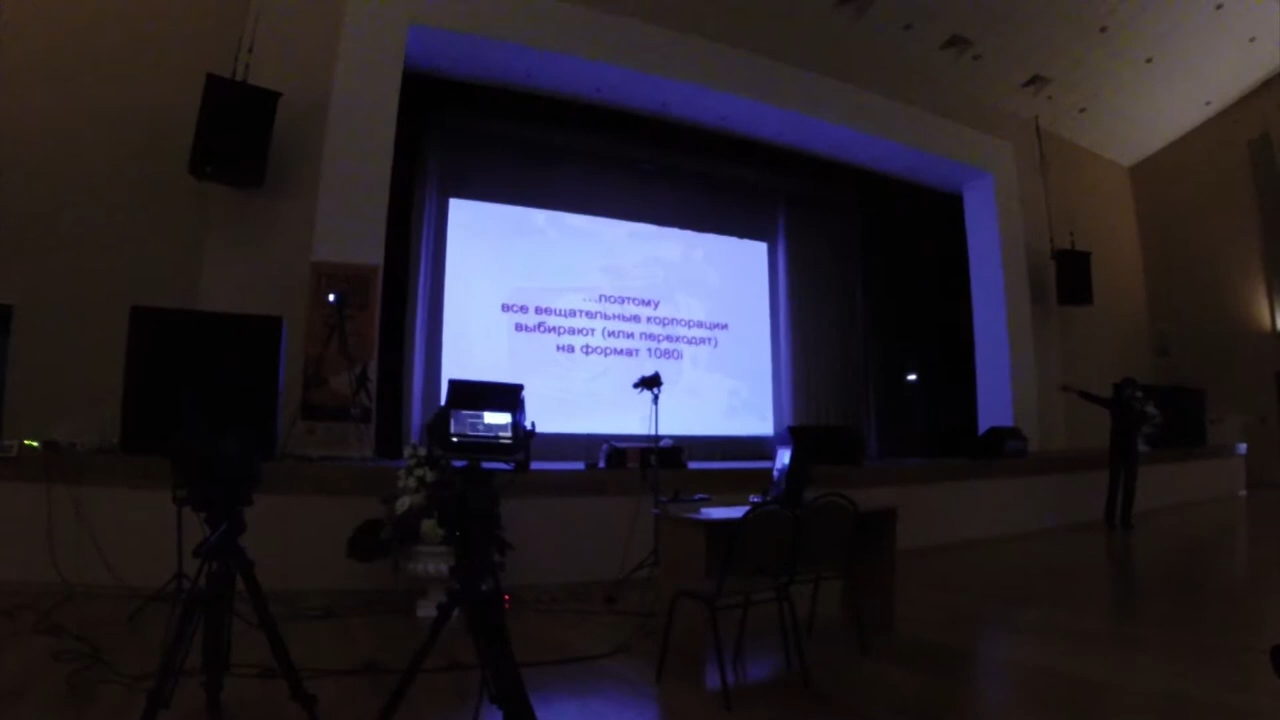 ...поэтому
все вещательные корпорации
выбирают (или переходят)
на формат 1080i